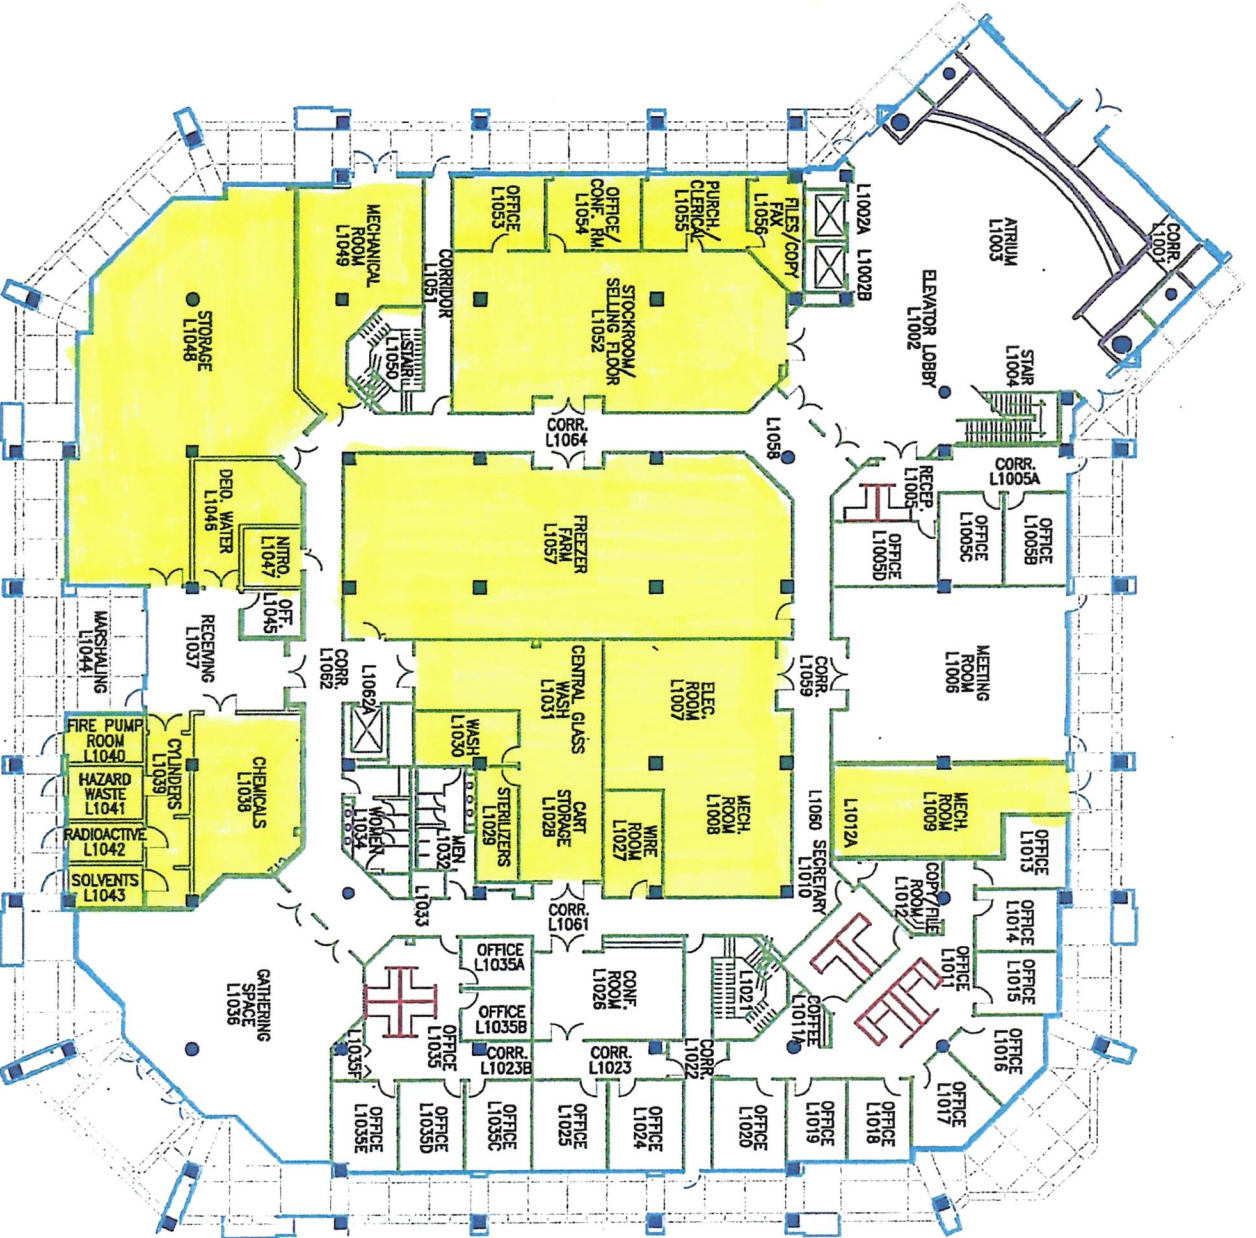 L1002A
L1002B
CORR.
L1001
ATRIUM
L1003
ELEVATOR LOBBY
L1002
STAIR
L1004
FILES/COPY
FAX
L1056
PURCH./
CLERICAL
L1055
OFFICE/
CONF. RM.
L1054
OFFICE
L1053
CORRIDOR
L1051
MECHANICAL
ROOM
L1049
STAIR
L1050
STORAGE
L1048
STOCKROOM/
SELLING FLOOR
L1052
CORR.
L1064
L1058
RECEP.
L1005
CORR.
L1005A
OFFICE
L1005B
OFFICE
L1005C
OFFICE
L1005D
DEIO. WATER
L1046
NITRO.
L1047
OFF.
L1045
FREEZER
FARM
L1057
MARSHALING
L1044
RECEIVING
L1037
CORR.
L1062
L1062A
CENTRAL GLASS
WASH
L1031
ELEC.
ROOM
L1007
CORR.
L1059
MEETING
ROOM
L1006
FIRE PUMP
ROOM
L1040
HAZARD
WASTE
L1041
RADIOACTIVE
L1042
SOLVENTS
L1043
CYLINDERS
L1039
CHEMICALS
L1038
WASH
L1030
STERILIZERS
L1029
CART
STORAGE
L1028
WIRE
ROOM
L1027
MECH.
ROOM
L1008
L1060
MECH.
ROOM
L1009
L1012A
WOMEN
L1034
MEN
L1032
L1033
CORR.
L1061
SECRETARY
L1010
COPY/FILE
ROOM
L1012
OFFICE
L1013
OFFICE
L1014
OFFICE
L1015
OFFICE
L1016
OFFICE
L1017
OFFICE
L1011
COFFEE
L1011A
L1021
CONF.
ROOM
L1026
OFFICE
L1035A
OFFICE
L1035B
OFFICE
L1035
L1035F
GATHERING
SPACE
L1036
CORR.
L1023B
CORR.
L1023
CORR.
L1022
OFFICE
L1035E
OFFICE
L1035D
OFFICE
L1035C
OFFICE
L1025
OFFICE
L1024
OFFICE
L1020
OFFICE
L1019
OFFICE
L1018